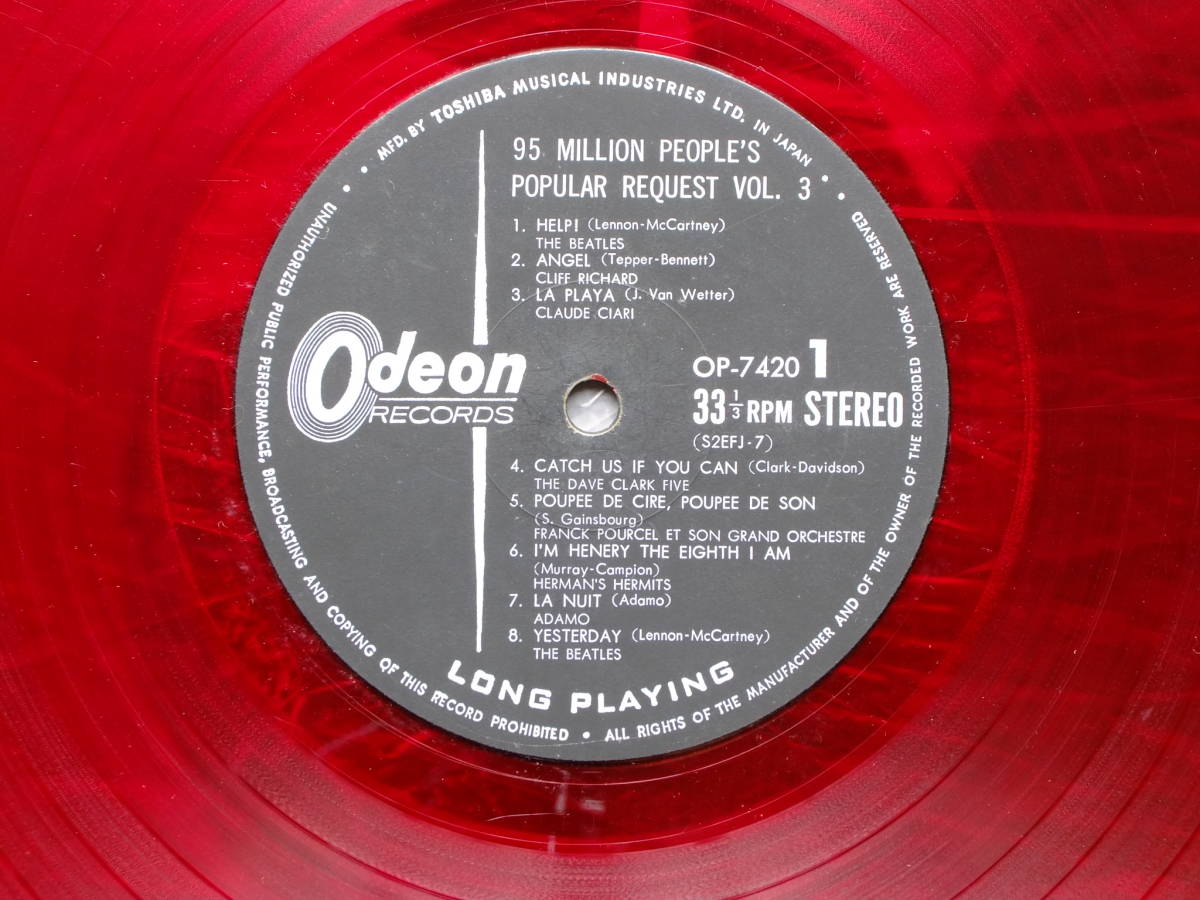 MFD. BY TOSHIBA MUSICAL INDUSTRIES LTD. IN JAPAN
95 MILLION PEOPLE'S
POPULAR REQUEST VOL. 3
1. HELP! (Lennon-McCartney)
THE BEATLES
2. ANGEL (Tepper-Bennett)
CLIFF RICHARD
3. LA PLAYA (J. Van Wetter)
CLAUDE CIARI
Odeon
RECORDS
OP-7420 1
33 1/3 RPM STEREO
(S2EFJ-7)
4. CATCH US IF YOU CAN (Clark-Davidson)
THE DAVE CLARK FIVE
5. POUPEE DE CIRE, POUPEE DE SON
(S. Gainsbourg)
FRANCK POURCEL ET SON GRAND ORCHESTRE
6. I'M HENERY THE EIGHTH I AM
(Murray-Campion)
HERMAN'S HERMITS
7. LA NUIT (Adamo)
ADAMO
8. YESTERDAY (Lennon-McCartney)
THE BEATLES
LONG PLAYING
UNAUTHORIZED PUBLIC PERFORMANCE, BROADCASTING AND COPYING OF THIS RECORD PROHIBITED • ALL RIGHTS OF THE MANUFACTURER AND OF THE OWNER OF THE RECORDED WORK ARE RESERVED